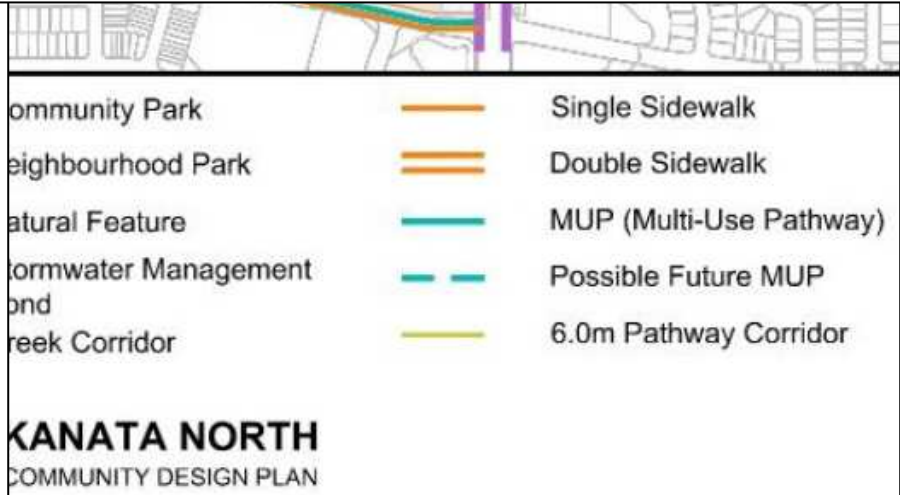 ommunity Park
eighbourhood Park
atural Feature
tormwater Management
ond
reek Corridor
Single Sidewalk
Double Sidewalk
MUP (Multi-Use Pathway)
Possible Future MUP
6.0m Pathway Corridor
KANATA NORTH
COMMUNITY DESIGN PLAN